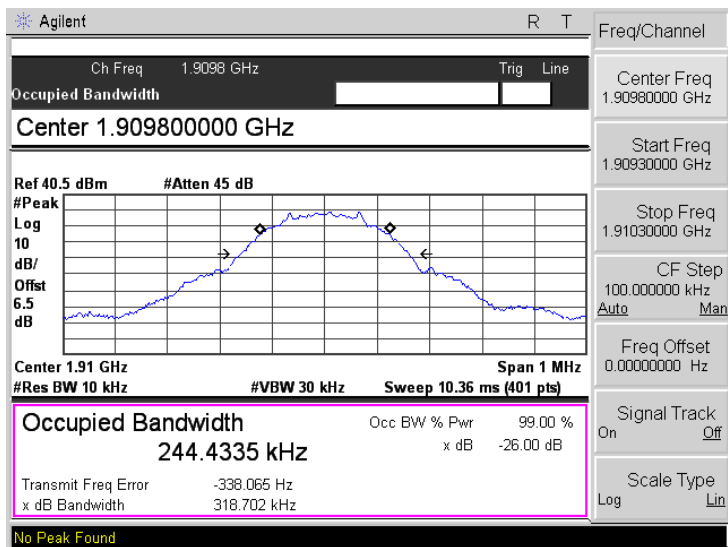 Agilent R T
Freq/Channel
Ch Freq 1.9098 GHz Trig Line
Occupied Bandwidth
Center 1.909800000 GHz
Center Freq
1.90980000 GHz
Start Freq
1.90930000 GHz
Stop Freq
1.91030000 GHz
CF Step
100.000000 kHz
Auto Man
Freq Offset
0.00000000 Hz
Signal Track
On Off
Scale Type
Log Lin
Ref 40.5 dBm #Atten 45 dB
#Peak
Log
10
dB/
Offst
6.5
dB
Center 1.91 GHz Span 1 MHz
#Res BW 10 kHz #VBW 30 kHz Sweep 10.36 ms (401 pts)
Occupied Bandwidth Occ BW % Pwr 99.00 %
244.4335 kHz x dB -26.00 dB
Transmit Freq Error -338.065 Hz
x dB Bandwidth 318.702 kHz
No Peak Found